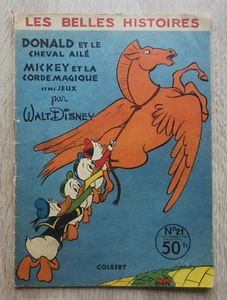 LES BELLES HISTOIRES
DONALD ET LE
CHEVAL AILÉ
MICKEY ET LA
CORDE MAGIQUE
ET DES JEUX
par
WALT DISNEY
N° 21
50 fr
COLBERT